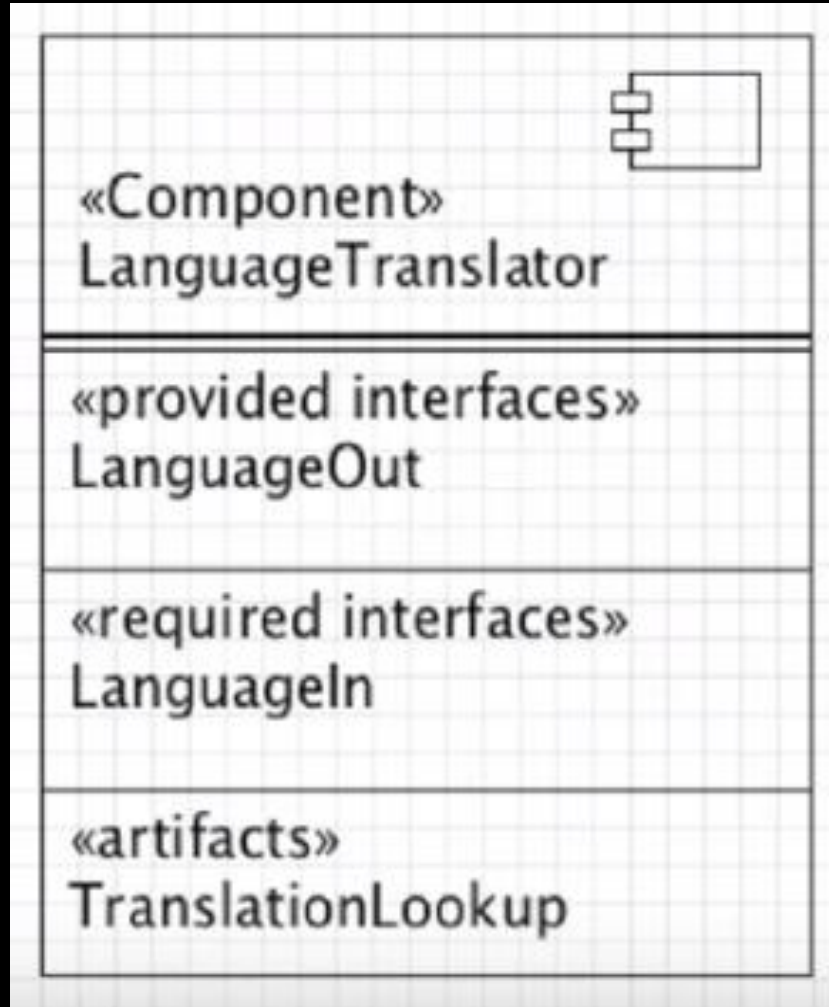 «Component»
LanguageTranslator
«provided interfaces»
LanguageOut
«required interfaces»
LanguageIn
«artifacts»
TranslationLookup